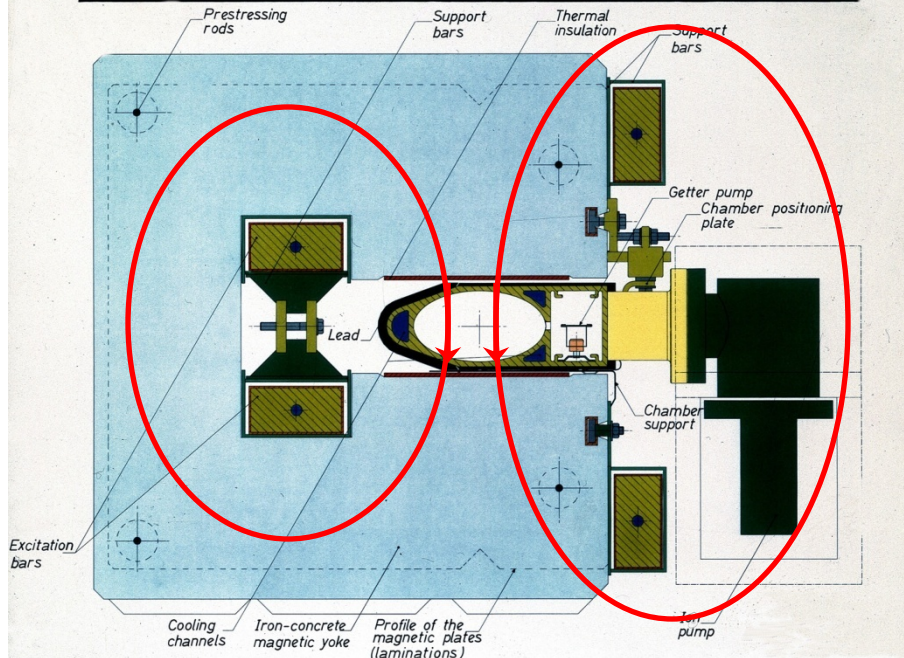 Prestressing
rods
Support
bars
Thermal
insulation
Support
bars
Getter pump
Chamber positioning
plate
Lead
Chamber
support
Excitation
bars
Cooling
channels
Iron-concrete
magnetic yoke
Profile of the
magnetic plates
(laminations)
Ion
pump